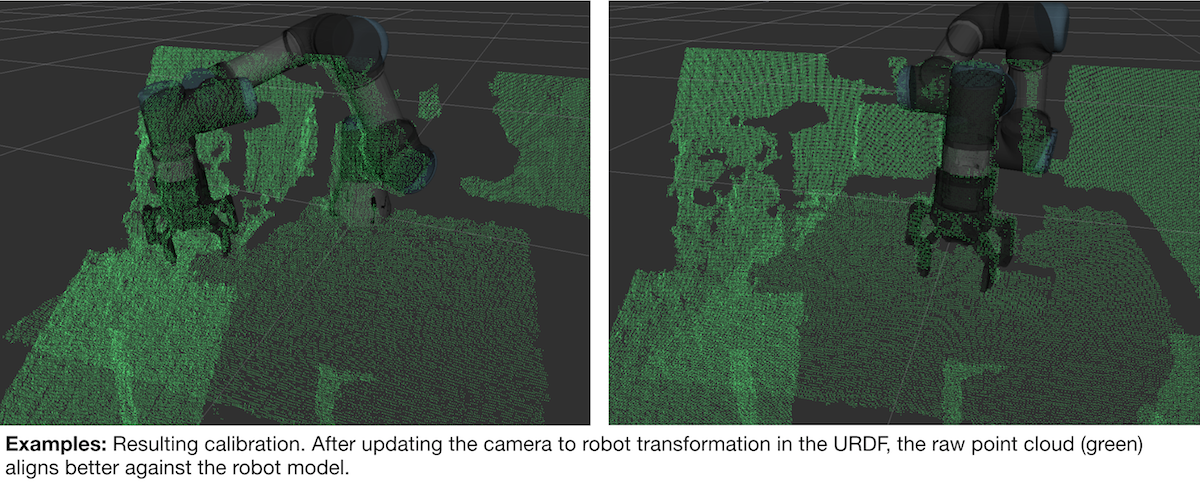 Examples: Resulting calibration. After updating the camera to robot transformation in the URDF, the raw point cloud (green)
aligns better against the robot model.